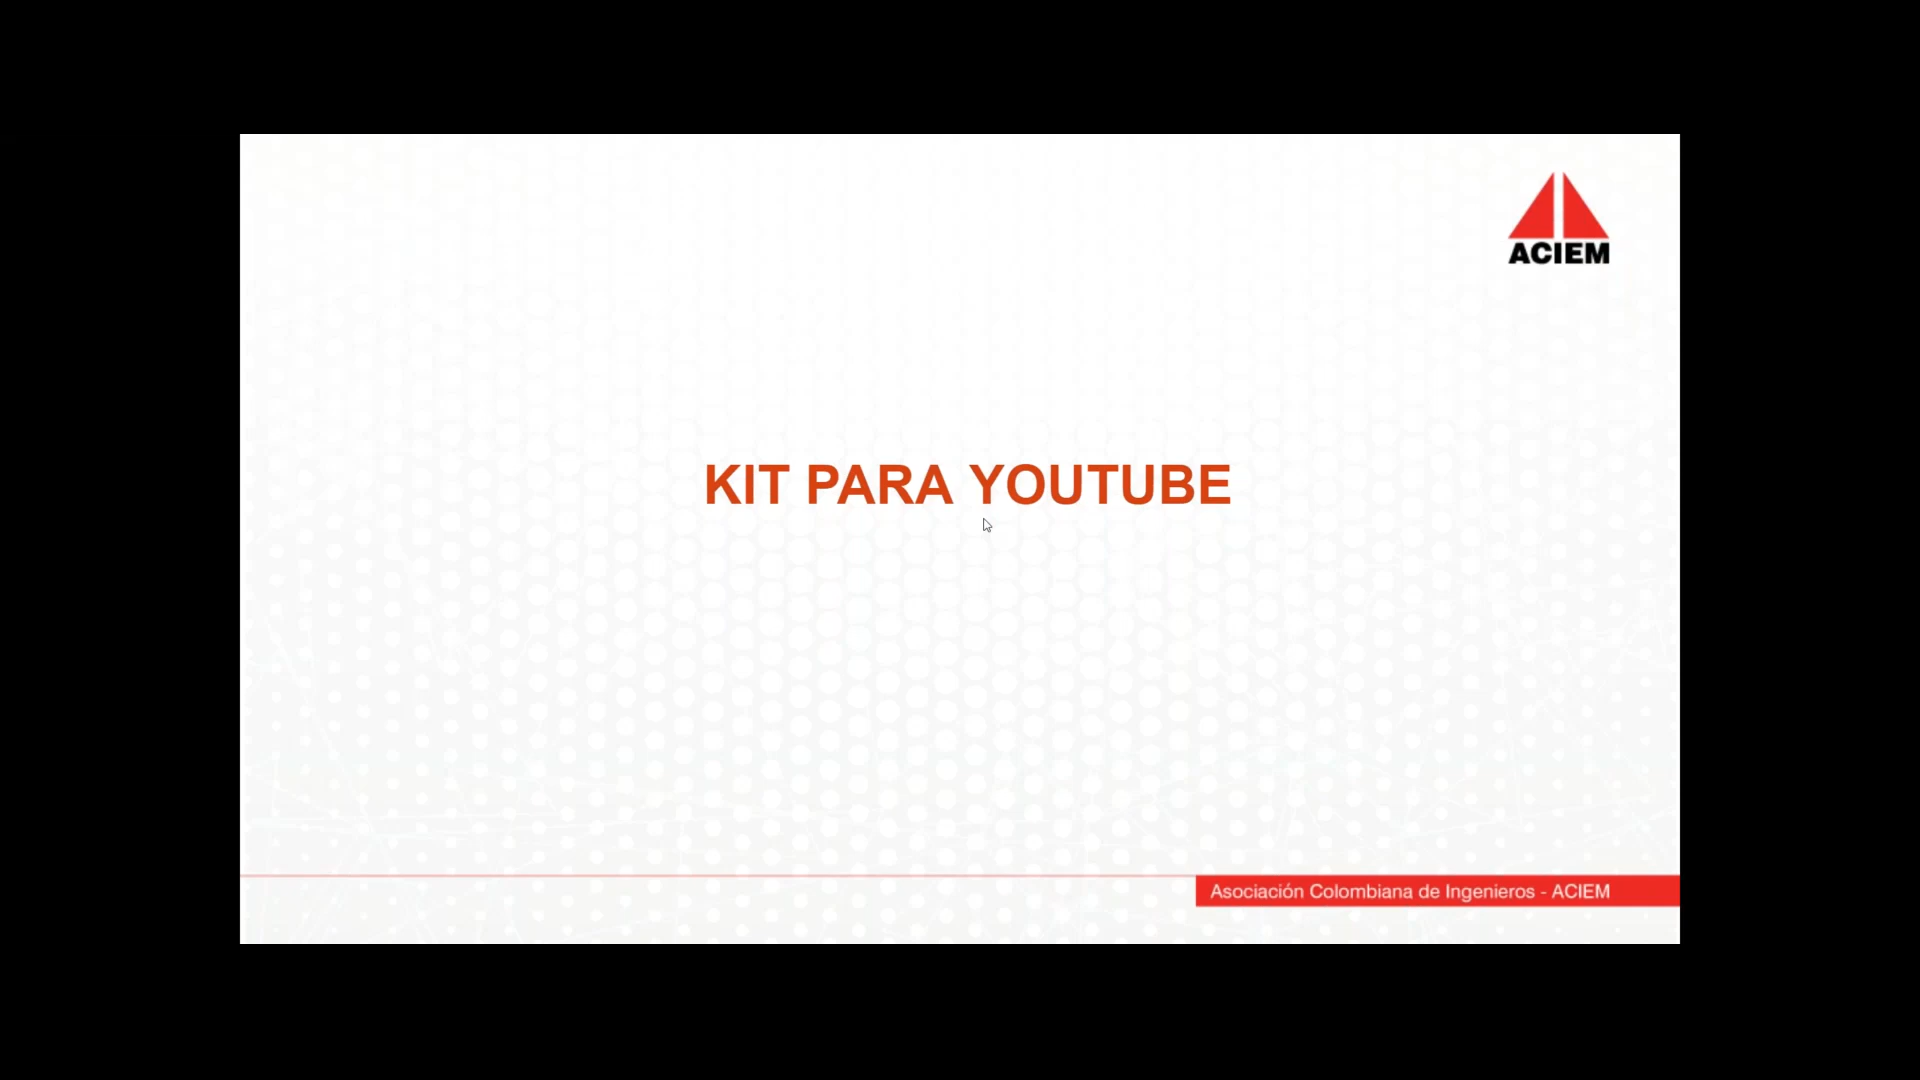 ACIEM
KIT PARA YOUTUBE
Asociación Colombiana de Ingenieros - ACIEM